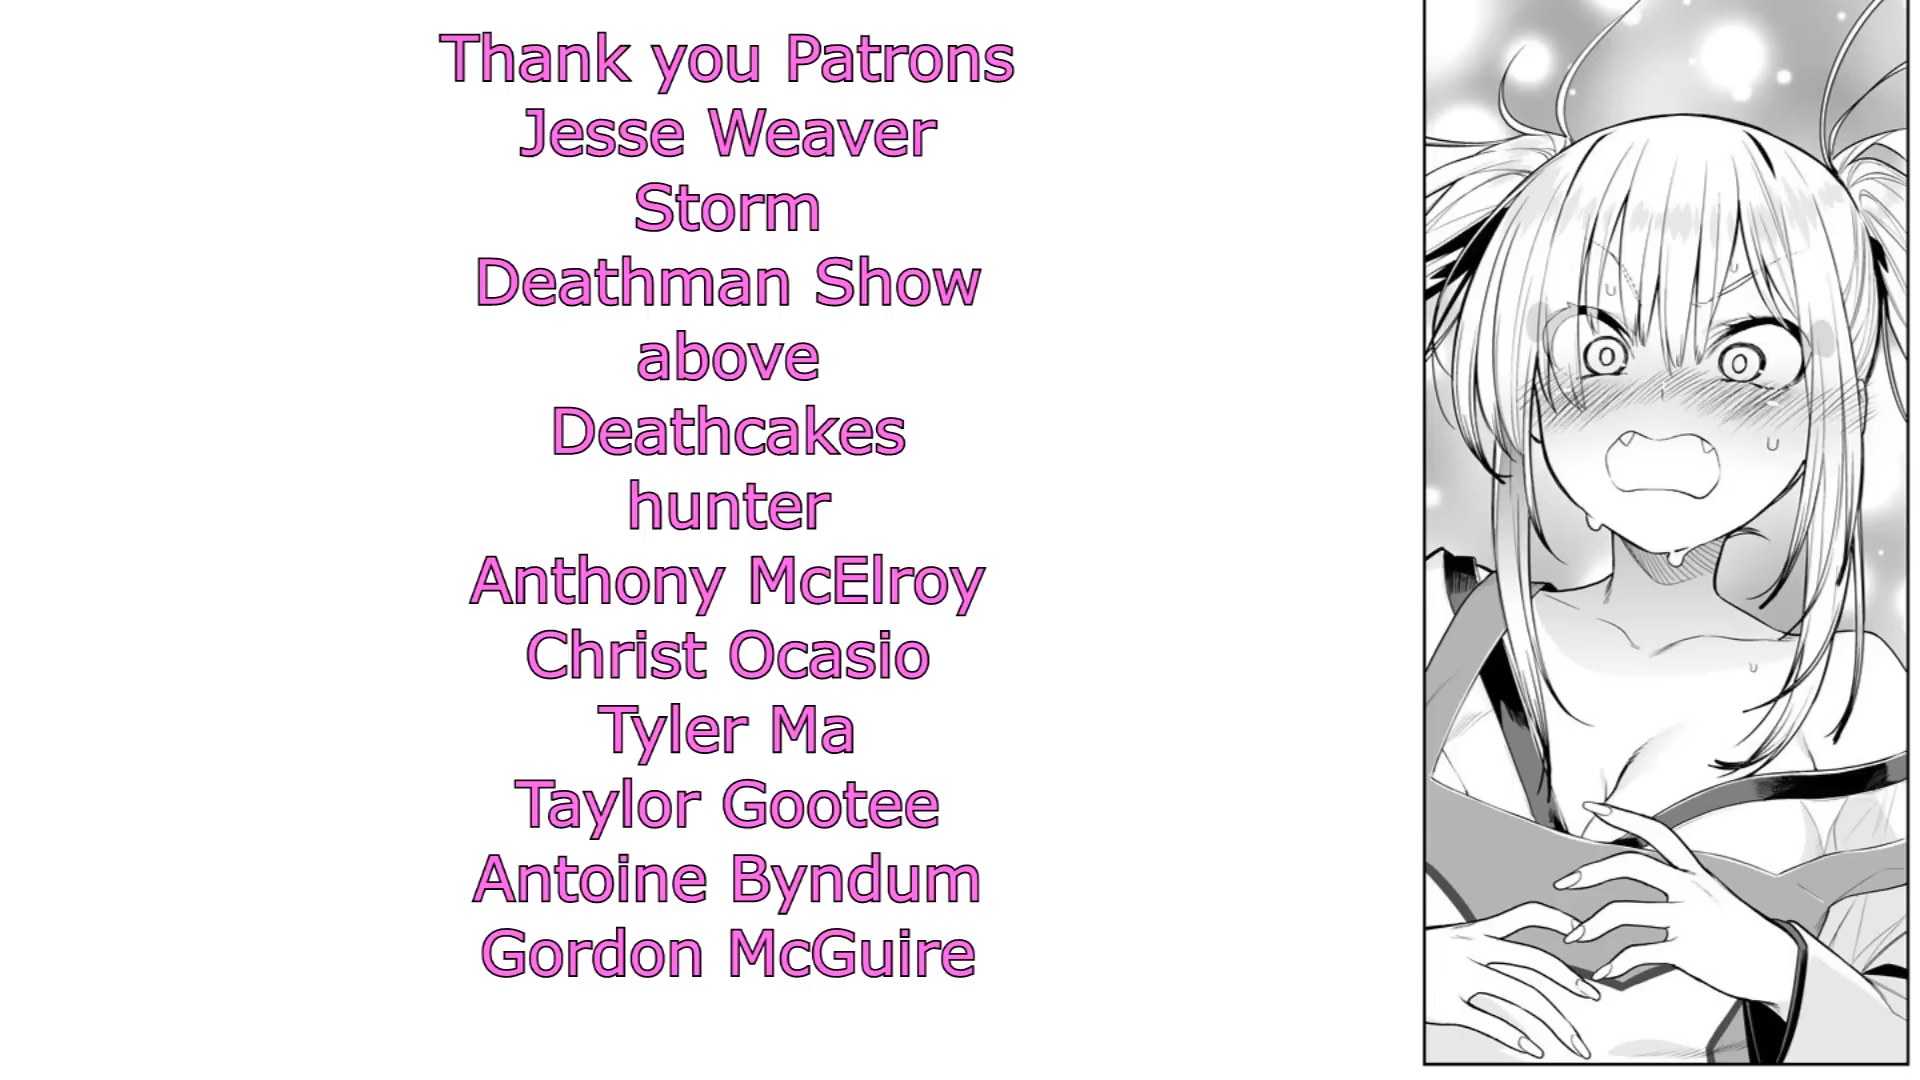 Thank you Patrons
Jesse Weaver
Storm
Deathman Show
above
Deathcakes
hunter
Anthony McElroy
Christ Ocasio
Tyler Ma
Taylor Gootee
Antoine Byndum
Gordon McGuire